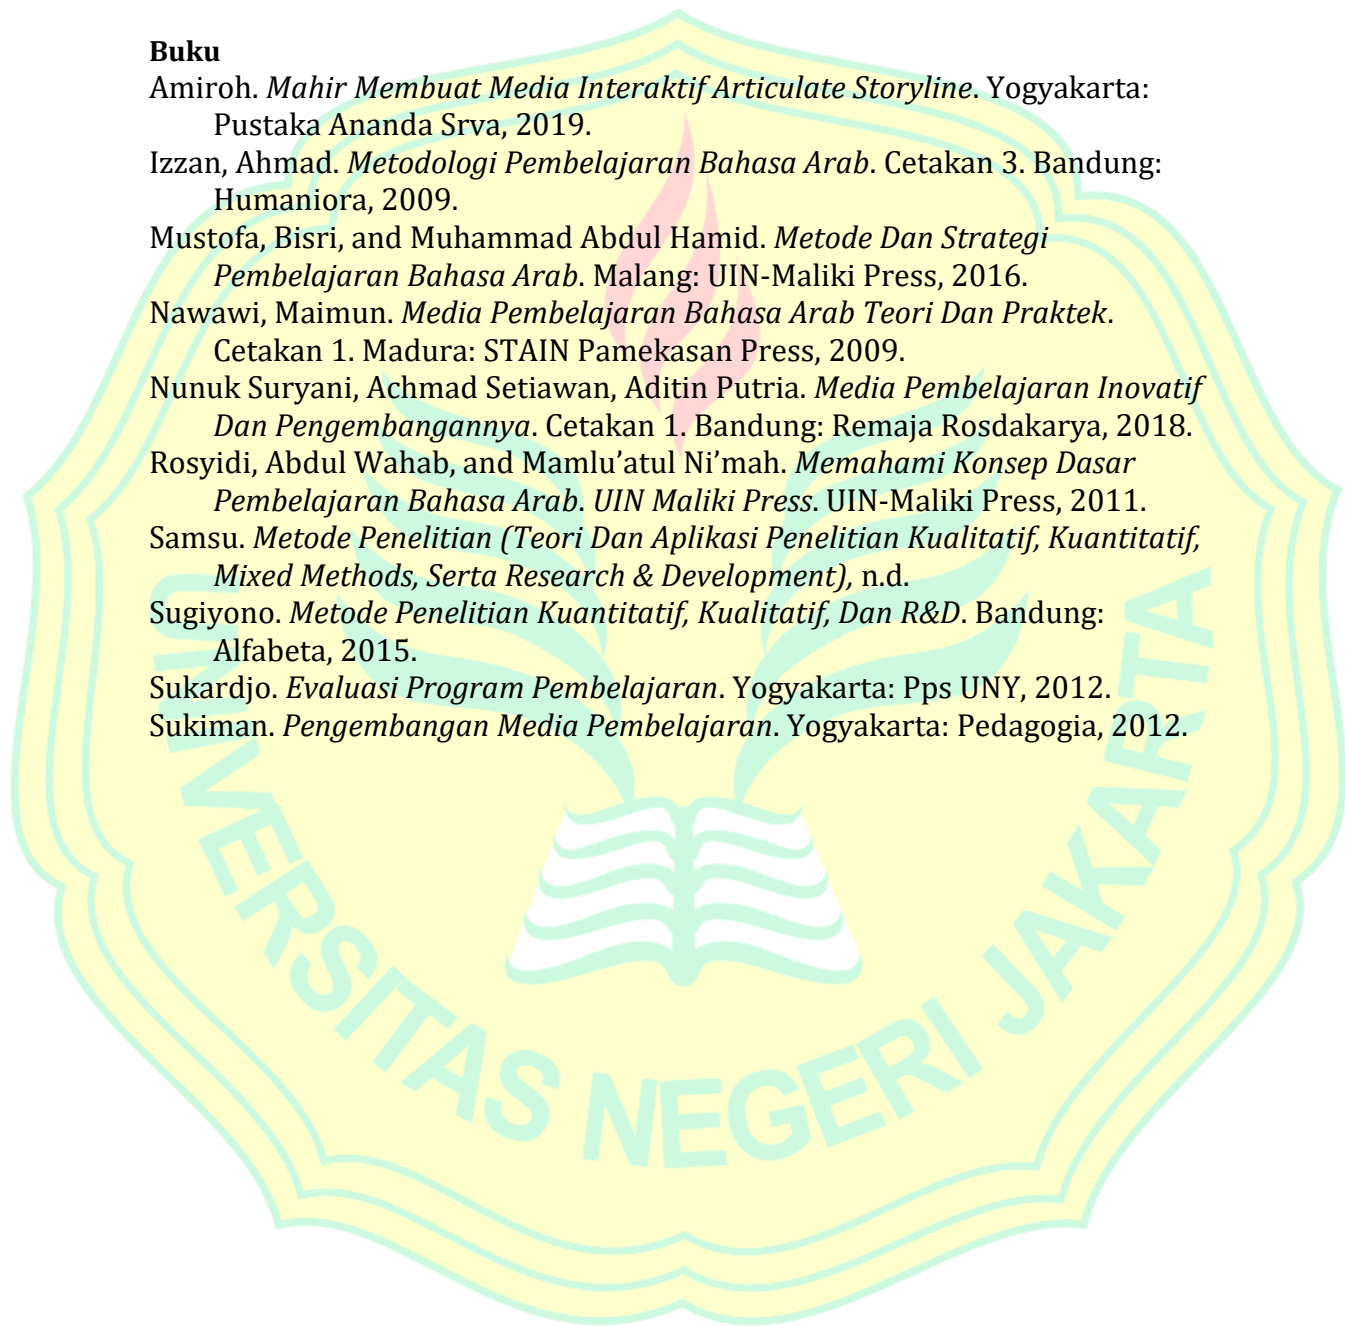 Buku
Amiroh. Mahir Membuat Media Interaktif Articulate Storyline. Yogyakarta:
Pustaka Ananda Srva, 2019.
Izzan, Ahmad. Metodologi Pembelajaran Bahasa Arab. Cetakan 3. Bandung:
Humaniora, 2009.
Mustofa, Bisri, and Muhammad Abdul Hamid. Metode Dan Strategi
Pembelajaran Bahasa Arab. Malang: UIN-Maliki Press, 2016.
Nawawi, Maimun. Media Pembelajaran Bahasa Arab Teori Dan Praktek.
Cetakan 1. Madura: STAIN Pamekasan Press, 2009.
Nunuk Suryani, Achmad Setiawan, Aditin Putria. Media Pembelajaran Inovatif
Dan Pengembangannya. Cetakan 1. Bandung: Remaja Rosdakarya, 2018.
Rosyidi, Abdul Wahab, and Mamlu’atul Ni’mah. Memahami Konsep Dasar
Pembelajaran Bahasa Arab. UIN Maliki Press. UIN-Maliki Press, 2011.
Samsu. Metode Penelitian (Teori Dan Aplikasi Penelitian Kualitatif, Kuantitatif,
Mixed Methods, Serta Research & Development), n.d.
Sugiyono. Metode Penelitian Kuantitatif, Kualitatif, Dan R&D. Bandung:
Alfabeta, 2015.
Sukardjo. Evaluasi Program Pembelajaran. Yogyakarta: Pps UNY, 2012.
Sukiman. Pengembangan Media Pembelajaran. Yogyakarta: Pedagogia, 2012.
UNIVERSITAS NEGERI JAKARTA